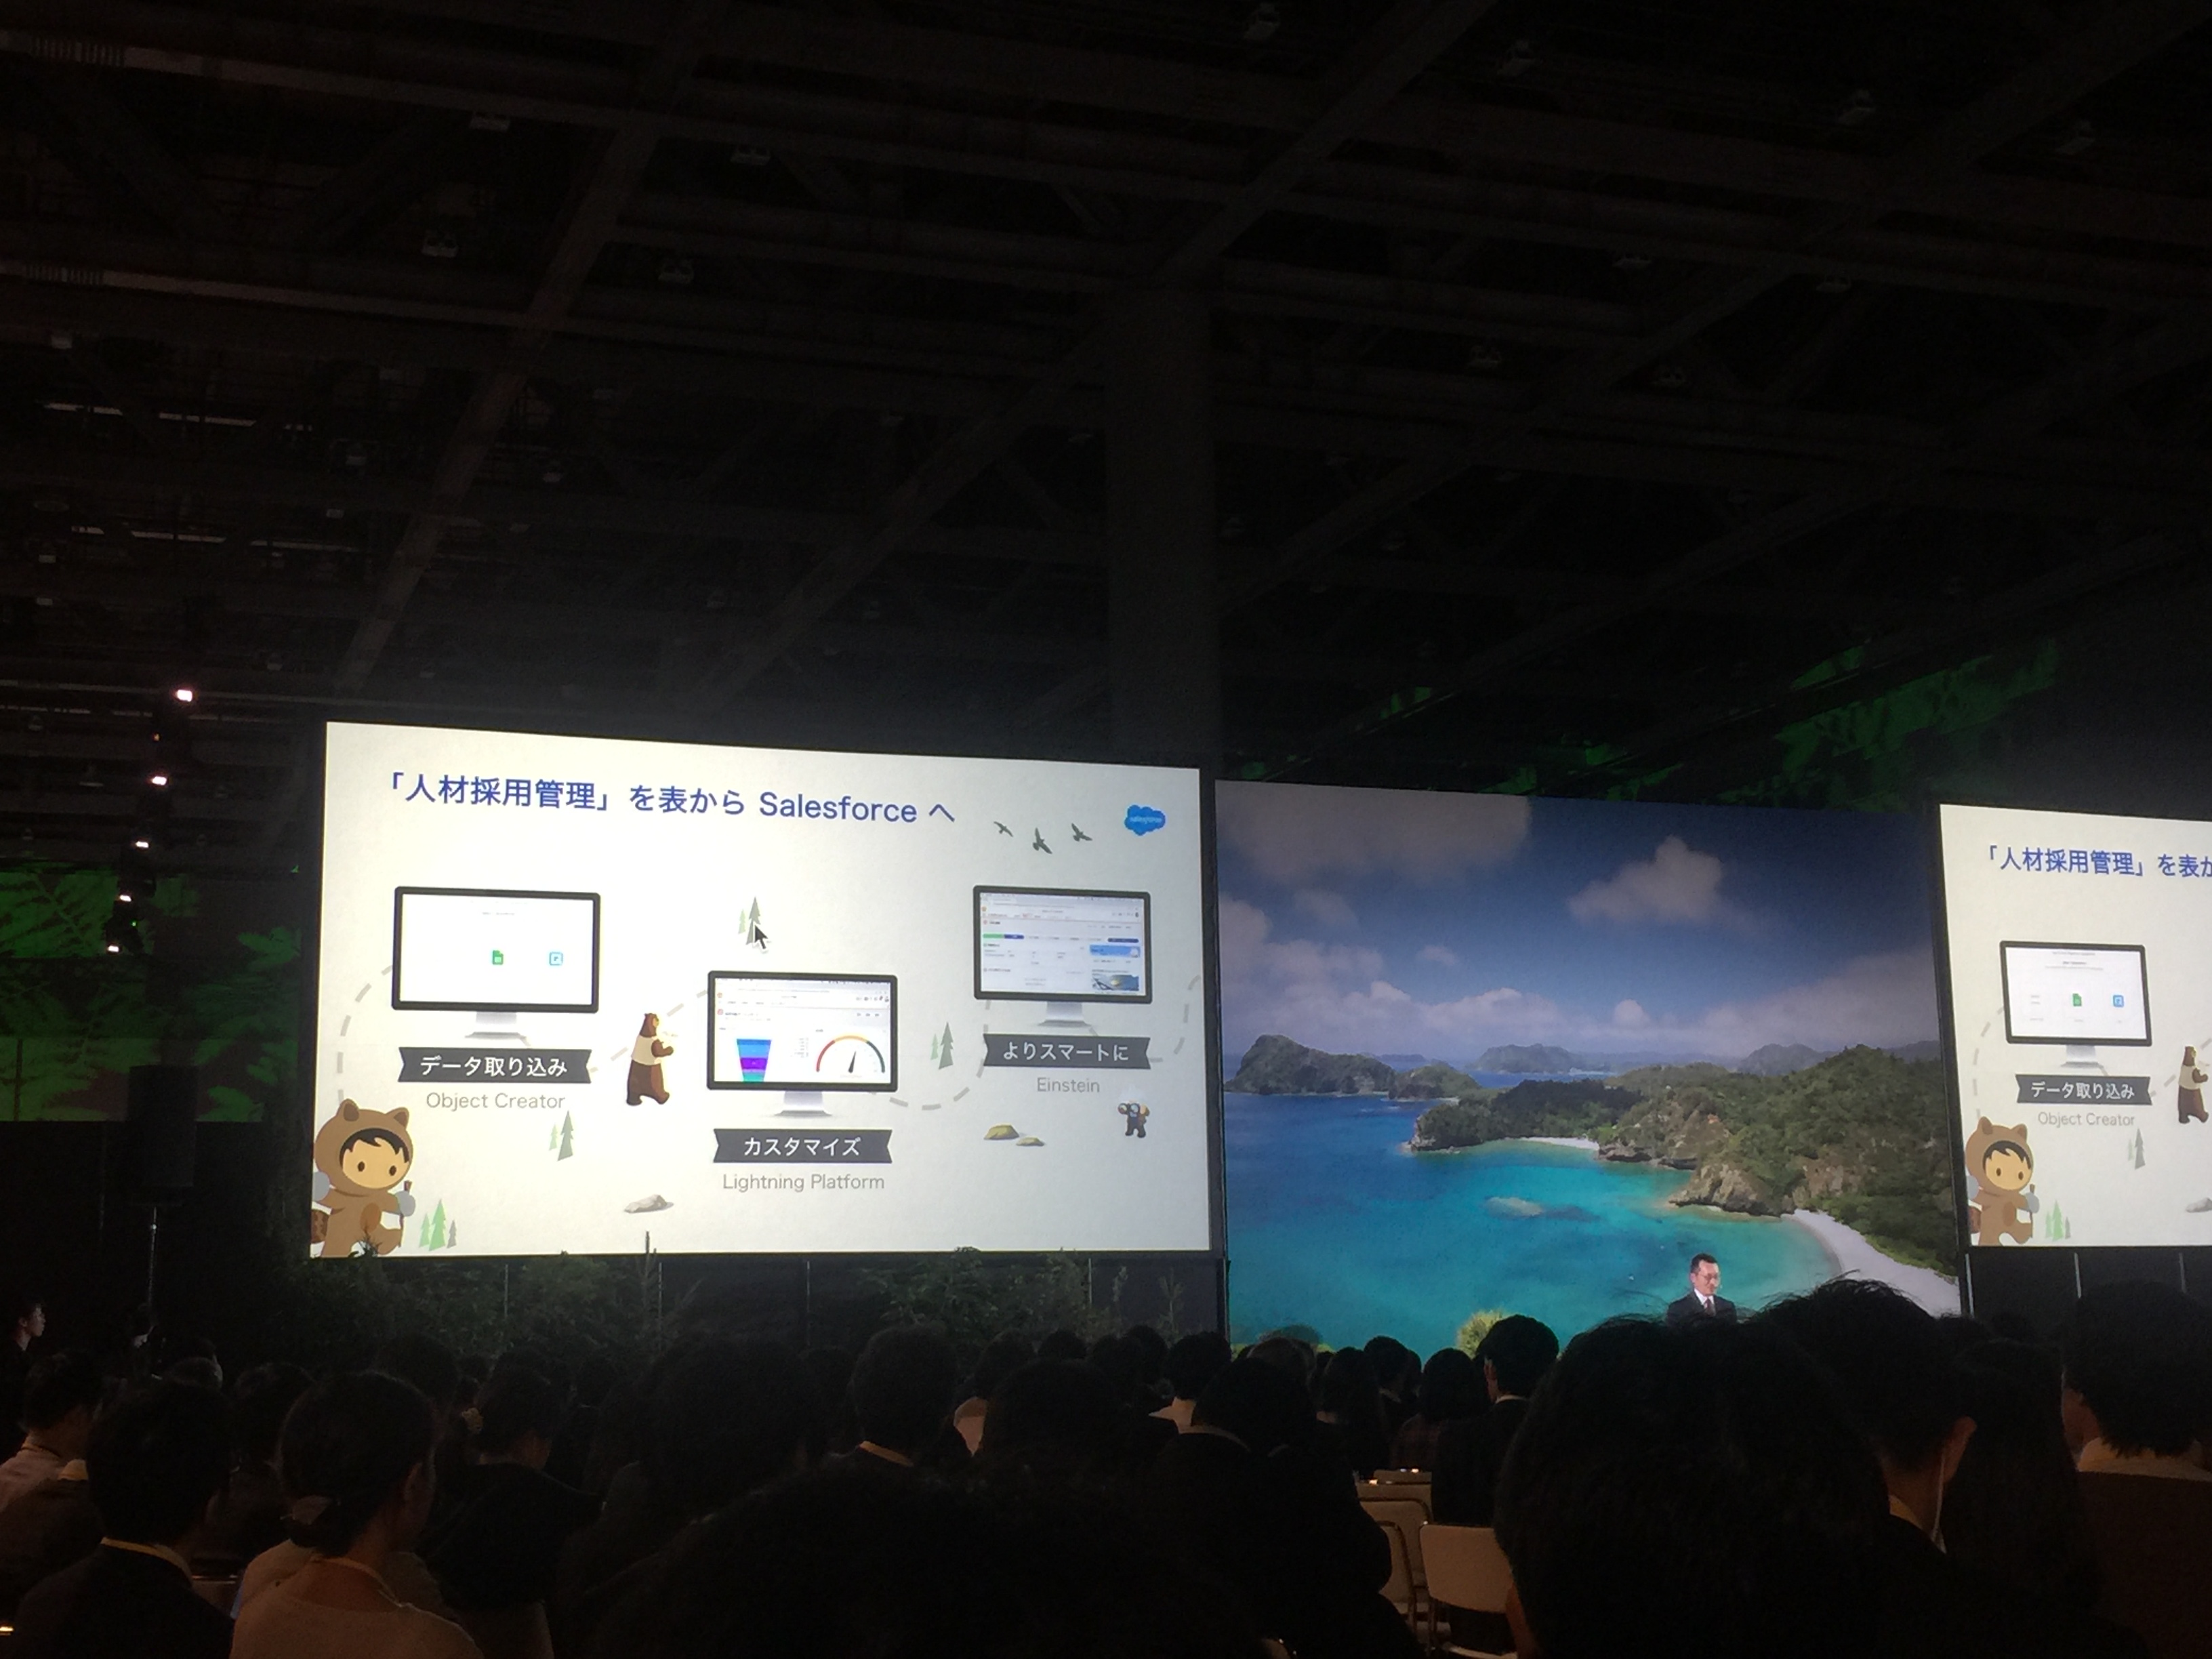 「人材採用管理」を表から Salesforce へ
salesforce
データ取り込み
Object Creator
カスタマイズ
Lightning Platform
よりスマートに
Einstein
「人材採用管理」を表か
データ取り込み
Object Creator